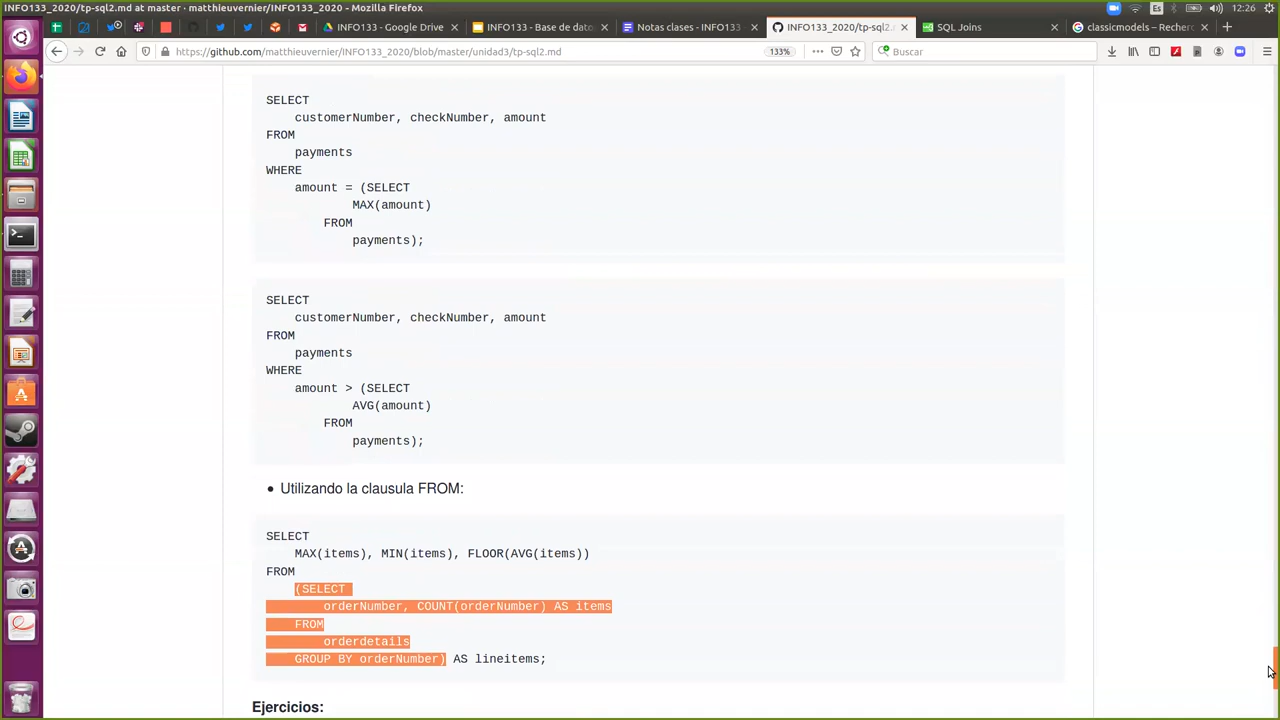 INFO133_2020/tp-sql2.md at master · matthieuvernier/INFO133_2020 - Mozilla Firefox
Es
12:26
INFO133 - Google Drive
INFO133 - Base de dato
Notas clases - INFO133
INFO133_2020/tp-sql2.
SQL Joins
classicmodels – Recher
https://github.com/matthieuvernier/INFO133_2020/blob/master/unidad3/tp-sql2.md
133%
Buscar
SELECT
customerNumber, checkNumber, amount
FROM
payments
WHERE
amount = (SELECT
MAX(amount)
FROM
payments);
SELECT
customerNumber, checkNumber, amount
FROM
payments
WHERE
amount > (SELECT
AVG(amount)
FROM
payments);
• Utilizando la clausula FROM:
SELECT
MAX(items), MIN(items), FLOOR(AVG(items))
FROM
(SELECT
orderNumber, COUNT(orderNumber) AS items
FROM
orderdetails
GROUP BY orderNumber) AS lineitems;
Ejercicios: